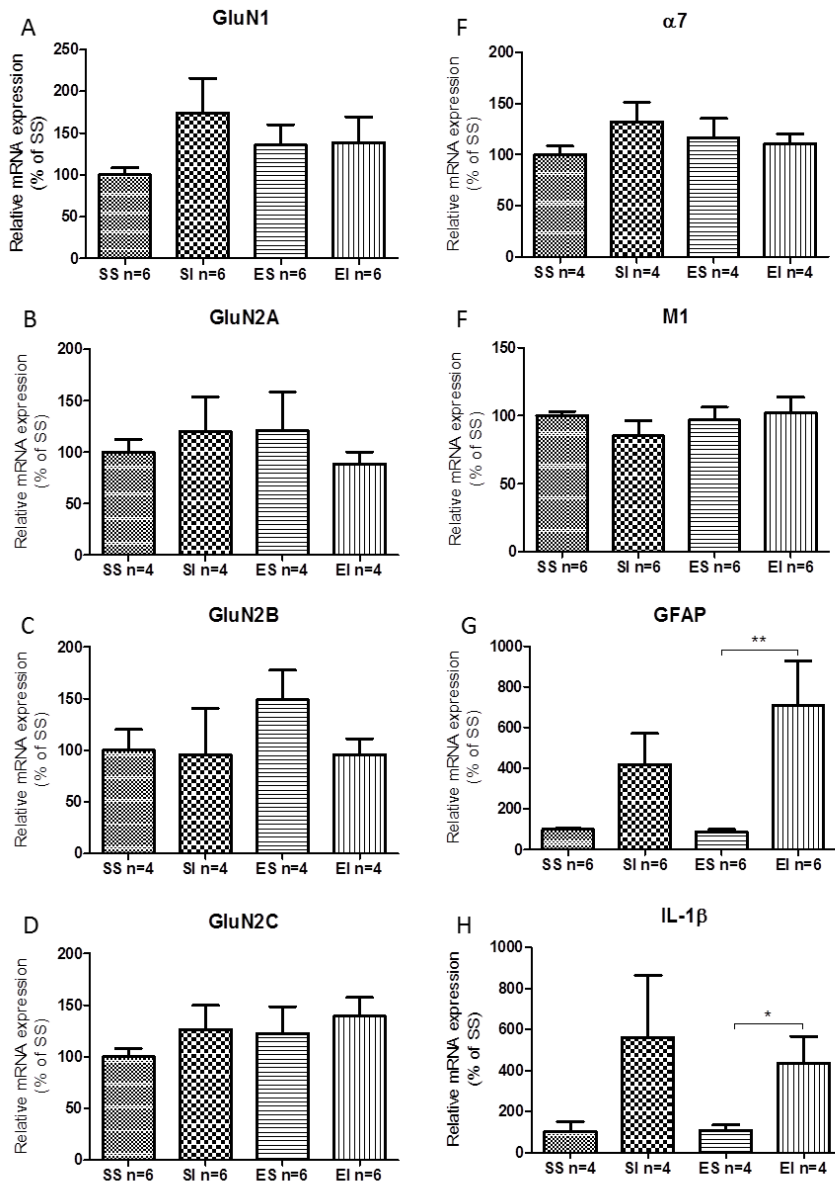 A
GluN1
Relative mRNA expression
(% of SS)
250
200
150
100
50
0
SS n=6 SI n=6 ES n=6 EI n=6
B
GluN2A
Relative mRNA expression
(% of SS)
200
150
100
50
0
SS n=4 SI n=4 ES n=4 EI n=4
C
GluN2B
Relative mRNA expression
(% of SS)
200
150
100
50
0
SS n=4 SI n=4 ES n=4 EI n=4
D
GluN2C
Relative mRNA expression
(% of SS)
200
150
100
50
0
SS n=6 SI n=6 ES n=6 EI n=6
F
α7
Relative mRNA expression
(% of SS)
200
150
100
50
0
SS n=4 SI n=4 ES n=4 EI n=4
F
M1
Relative mRNA expression
(% of SS)
150
100
50
0
SS n=6 SI n=6 ES n=6 EI n=6
G
GFAP
Relative mRNA expression
(% of SS)
1000
800
600
400
200
0
**
SS n=6 SI n=6 ES n=6 EI n=6
H
IL-1β
Relative mRNA expression
(% of SS)
1000
800
600
400
200
0
*
SS n=4 SI n=4 ES n=4 EI n=4